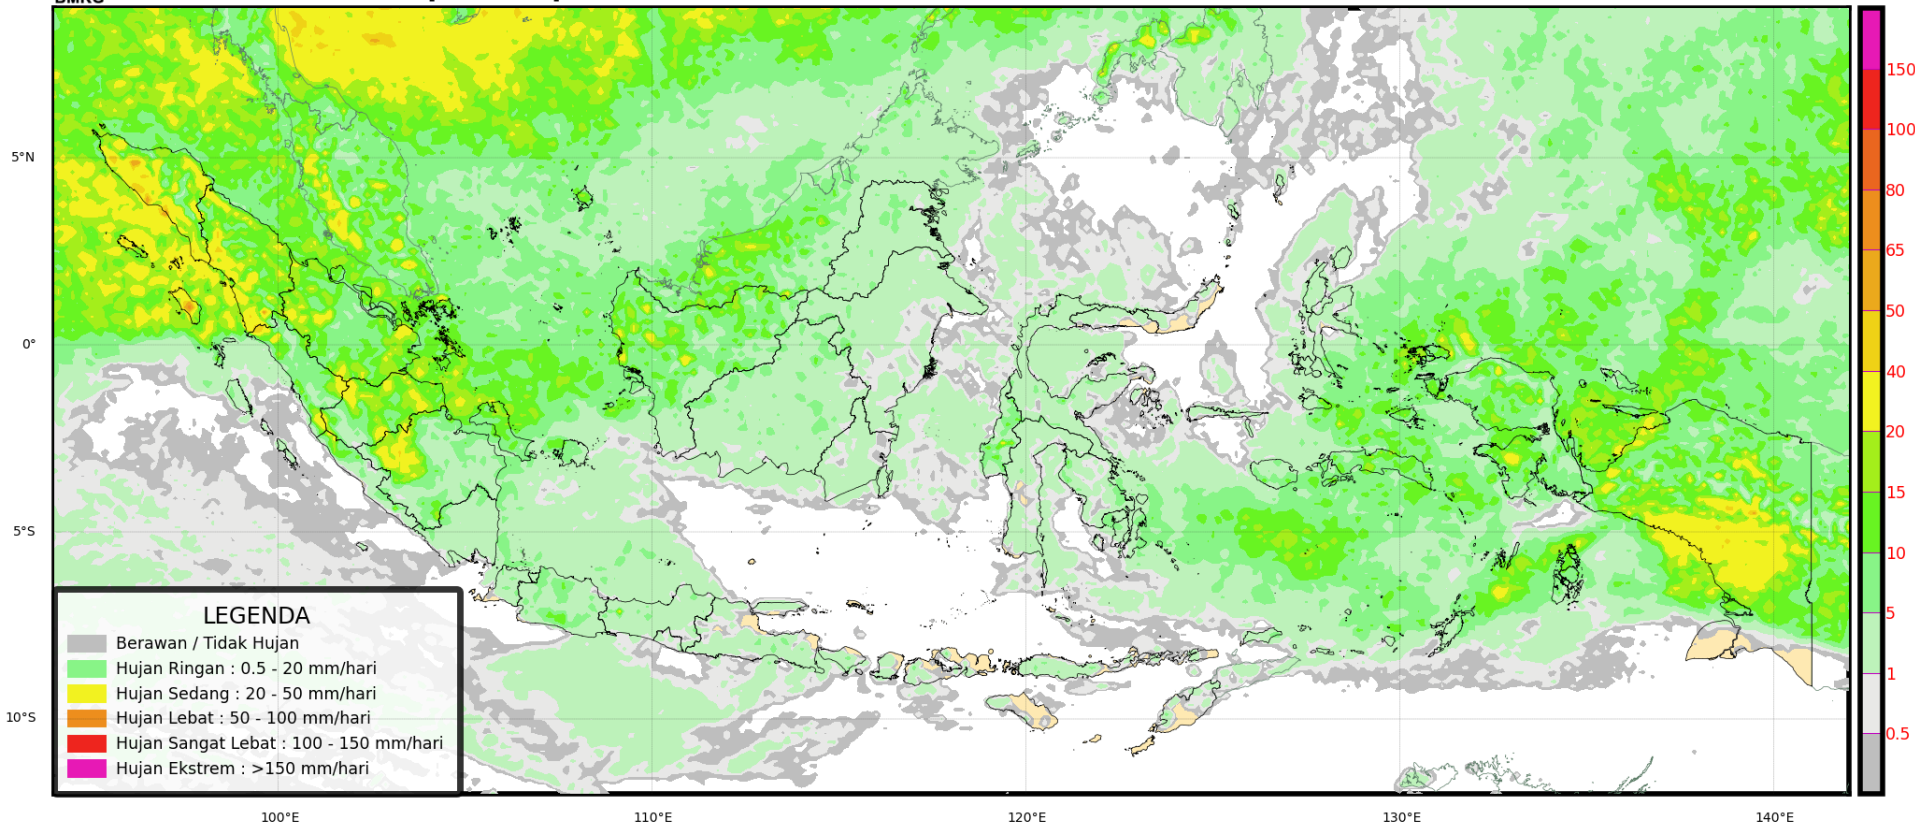 BMKG
5°N
0°
5°S
10°S
100°E
110°E
120°E
130°E
140°E
LEGENDA
Berawan / Tidak Hujan
Hujan Ringan : 0.5 - 20 mm/hari
Hujan Sedang : 20 - 50 mm/hari
Hujan Lebat : 50 - 100 mm/hari
Hujan Sangat Lebat : 100 - 150 mm/hari
Hujan Ekstrem : >150 mm/hari
150
100
80
65
50
40
20
15
10
5
1
0.5